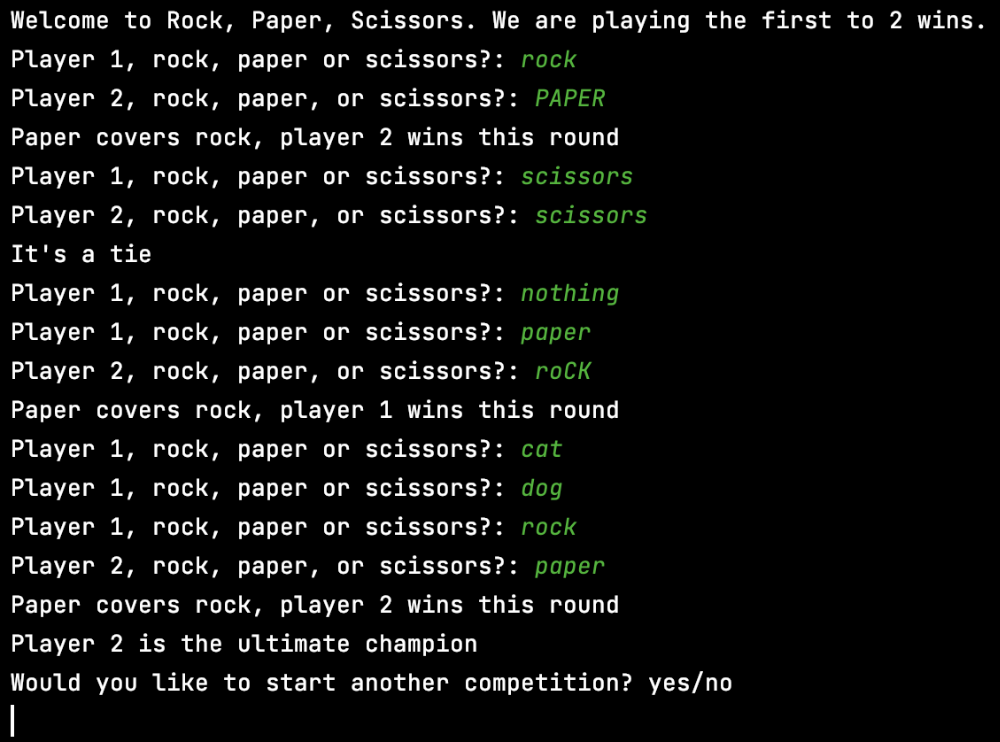 Welcome to Rock, Paper, Scissors. We are playing the first to 2 wins.
Player 1, rock, paper or scissors?: rock
Player 2, rock, paper, or scissors?: PAPER
Paper covers rock, player 2 wins this round
Player 1, rock, paper or scissors?: scissors
Player 2, rock, paper, or scissors?: scissors
It's a tie
Player 1, rock, paper or scissors?: nothing
Player 1, rock, paper or scissors?: paper
Player 2, rock, paper, or scissors?: roCK
Paper covers rock, player 1 wins this round
Player 1, rock, paper or scissors?: cat
Player 1, rock, paper or scissors?: dog
Player 1, rock, paper or scissors?: rock
Player 2, rock, paper, or scissors?: paper
Paper covers rock, player 2 wins this round
Player 2 is the ultimate champion
Would you like to start another competition? yes/no